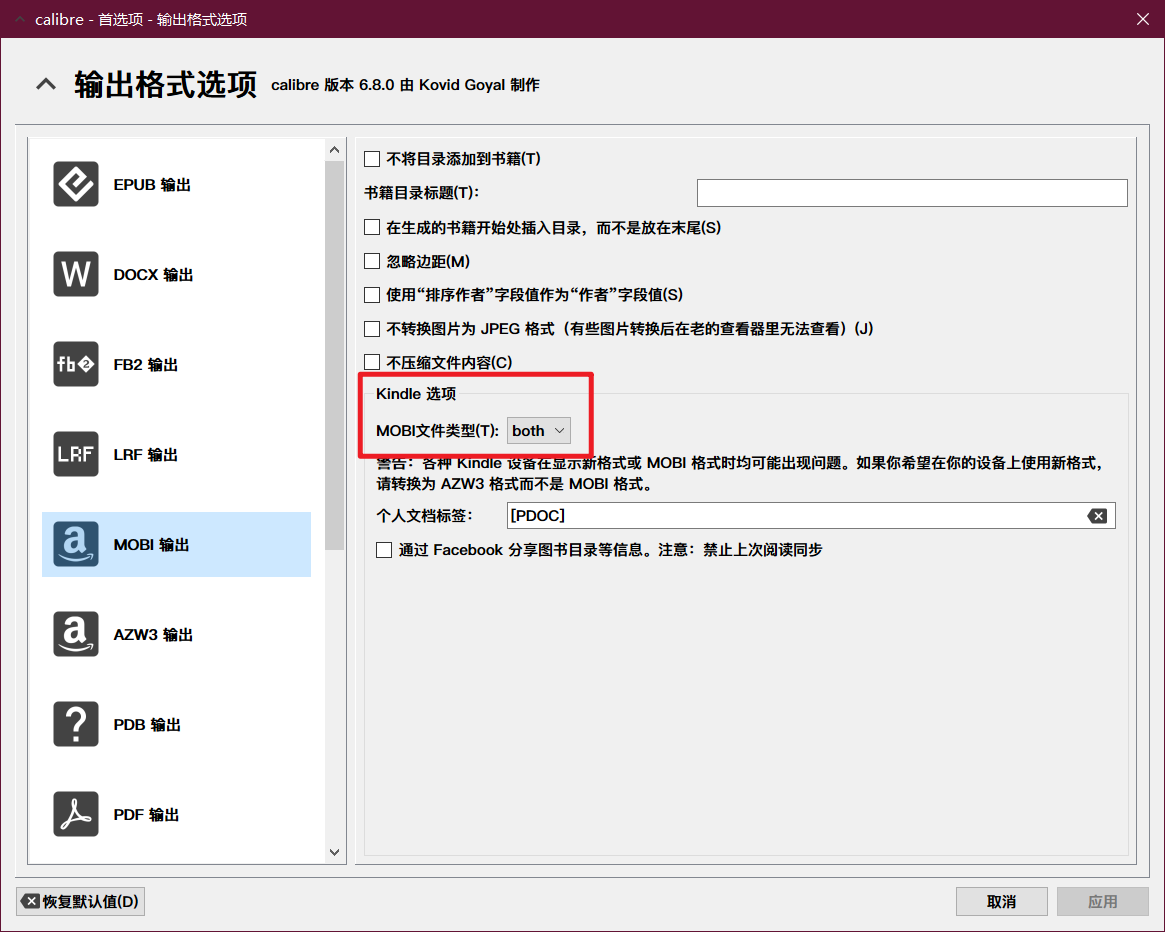 calibre - 首选项 - 输出格式选项
输出格式选项 calibre 版本 6.8.0 由 Kovid Goyal 制作
EPUB 输出
DOCX 输出
fb2
FB2 输出
LRF
LRF 输出
MOBI 输出
AZW3 输出
PDB 输出
PDF 输出
不将目录添加到书籍(T)
书籍目录标题(T):
在生成的书籍开始处插入目录，而不是放在末尾(S)
忽略边距(M)
使用“排序作者”字段值作为“作者”字段值(S)
不转换图片为 JPEG 格式（有些图片转换后在老的查看器里无法查看）(J)
不压缩文件内容(C)
Kindle 选项
MOBI文件类型(T): both
警告：各种 Kindle 设备在显示新格式或 MOBI 格式时均可能出现问题。如果你希望在你的设备上使用新格式，
请转换为 AZW3 格式而不是 MOBI 格式。
个人文档标签： [PDOC]
通过 Facebook 分享图书目录等信息。注意：禁止上次阅读同步
恢复默认值(D)
取消
应用